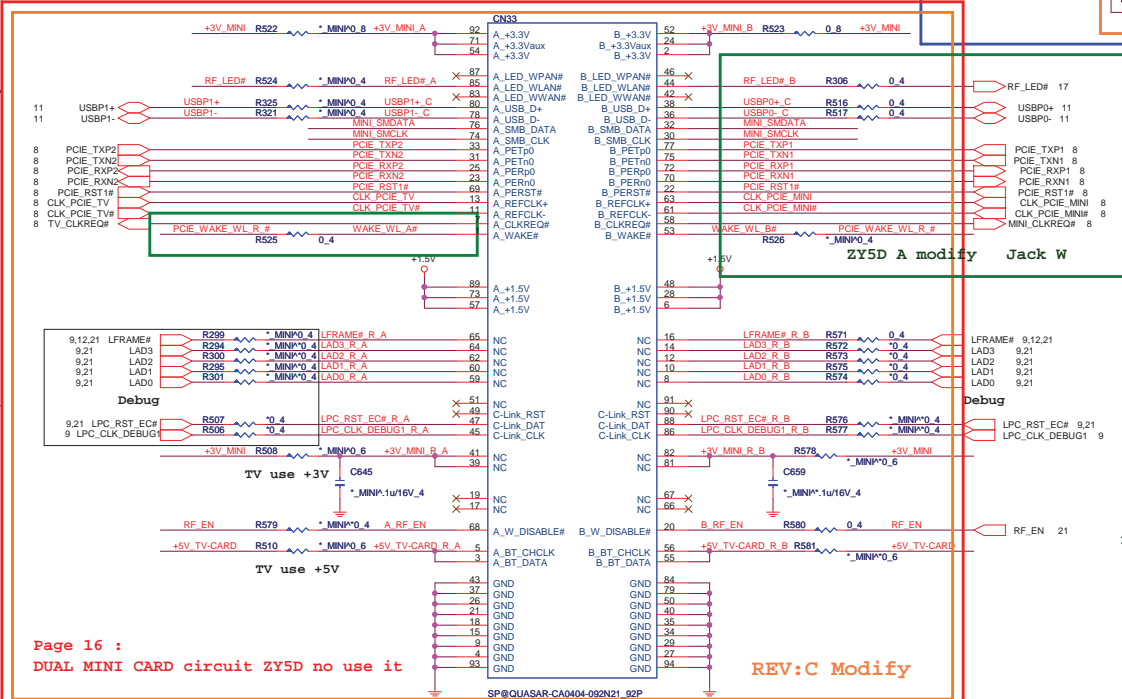 CN33
+3V_MINI R522 *_MINI^0_8 +3V_MINI_A 92 A_+3.3V B_+3.3V 52 +3V_MINI_B R523 0_8 +3V_MINI
71 A_+3.3Vaux B_+3.3Vaux 24
54 A_+3.3V B_+3.3V 2
87 A_LED_WPAN# B_LED_WPAN# 46
RF_LED# R524 *_MINI^0_4 RF_LED#_A 85 A_LED_WLAN# B_LED_WLAN# 44 RF_LED#_B R306 0_4 RF_LED# 17
83 A_LED_WWAN# B_LED_WWAN# 42
11 USBP1+ USBP1+ R325 *_MINI^0_4 USBP1+_C 80 A_USB_D+ B_USB_D+ 38 USBP0+_C R516 0_4 USBP0+ 11
11 USBP1- USBP1- R321 *_MINI^0_4 USBP1-_C 78 A_USB_D- B_USB_D- 36 USBP0-_C R517 0_4 USBP0- 11
MINI_SMDATA 76 A_SMB_DATA B_SMB_DATA 32 MINI_SMDATA
MINI_SMCLK 74 A_SMB_CLK B_SMB_CLK 30 MINI_SMCLK
8 PCIE_TXP2 PCIE_TXP2 33 A_PETp0 B_PETp0 77 PCIE_TXP1 PCIE_TXP1 8
8 PCIE_TXN2 PCIE_TXN2 31 A_PETn0 B_PETn0 75 PCIE_TXN1 PCIE_TXN1 8
8 PCIE_RXP2 PCIE_RXP2 25 A_PERp0 B_PERp0 72 PCIE_RXP1 PCIE_RXP1 8
8 PCIE_RXN2 PCIE_RXN2 23 A_PERn0 B_PERn0 70 PCIE_RXN1 PCIE_RXN1 8
8 PCIE_RST1# PCIE_RST1# 69 A_PERST# B_PERST# 22 PCIE_RST1# PCIE_RST1# 8
8 CLK_PCIE_TV CLK_PCIE_TV 13 A_REFCLK+ B_REFCLK+ 63 CLK_PCIE_MINI CLK_PCIE_MINI 8
8 CLK_PCIE_TV# CLK_PCIE_TV# 11 A_REFCLK- B_REFCLK- 61 CLK_PCIE_MINI# CLK_PCIE_MINI# 8
8 TV_CLKREQ# A_CLKREQ# B_CLKREQ# 58 MINI_CLKREQ# 8
PCIE_WAKE_WL_R_# R525 0_4 WAKE_WL_A# A_WAKE# B_WAKE# 53 WAKE_WL_B# R526 *_MINI^0_4 PCIE_WAKE_WL_R_#
ZY5D A modify Jack W
+1.5V +1.5V
89 A_+1.5V B_+1.5V 48
73 A_+1.5V B_+1.5V 28
57 A_+1.5V B_+1.5V 6
9,12,21 LFRAME# R299 *_MINI^0_4 LFRAME#_R_A 65 NC NC 16 LFRAME#_R_B R571 0_4 LFRAME# 9,12,21
9,21 LAD3 R294 *_MINI^*0_4 LAD3_R_A 64 NC NC 14 LAD3_R_B R572 *0_4 LAD3 9,21
9,21 LAD2 R300 *_MINI^*0_4 LAD2_R_A 62 NC NC 12 LAD2_R_B R573 *0_4 LAD2 9,21
9,21 LAD1 R295 *_MINI^*0_4 LAD1_R_A 60 NC NC 10 LAD1_R_B R575 *0_4 LAD1 9,21
9,21 LAD0 R301 *_MINI^*0_4 LAD0_R_A 59 NC NC 8 LAD0_R_B R574 *0_4 LAD0 9,21
Debug Debug
51 NC NC 91
49 C-Link_RST C-Link_RST 90
9,21 LPC_RST_EC# R507 *0_4 LPC_RST_EC#_R_A 47 C-Link_DAT C-Link_DAT 88 LPC_RST_EC#_R_B R576 *_MINI^*0_4 LPC_RST_EC# 9,21
9 LPC_CLK_DEBUG1 R506 *0_4 LPC_CLK_DEBUG1_R_A 45 C-Link_CLK C-Link_CLK 86 LPC_CLK_DEBUG1_R_B R577 *_MINI^*0_4 LPC_CLK_DEBUG1 9
+3V_MINI R508 *_MINI^*0_6 +3V_MINI_R_A 41 NC NC 82 +3V_MINI_R_B R578 *_MINI^*0_6 +3V_MINI
39 NC NC 81
TV use +3V
C645 *_MINI^.1u/16V_4
C659 *_MINI^*.1u/16V_4
19 NC NC 67
17 NC NC 66
RF_EN R579 *_MINI^*0_4 A_RF_EN 68 A_W_DISABLE# B_W_DISABLE# 20 B_RF_EN R580 0_4 RF_EN RF_EN 21
+5V_TV-CARD R510 *_MINI^*0_6 +5V_TV-CARD_R_A 5 A_BT_CHCLK B_BT_CHCLK 56 +5V_TV-CARD_R_B R581 *_MINI^*0_6 +5V_TV-CARD
3 A_BT_DATA B_BT_DATA 55
TV use +5V
43 GND GND 84
37 GND GND 79
26 GND GND 50
21 GND GND 40
18 GND GND 35
15 GND GND 34
9 GND GND 29
4 GND GND 27
93 GND GND 94
Page 16 :
DUAL MINI CARD circuit ZY5D no use it
REV:C Modify
SP@QUASAR-CA0404-092N21_92P